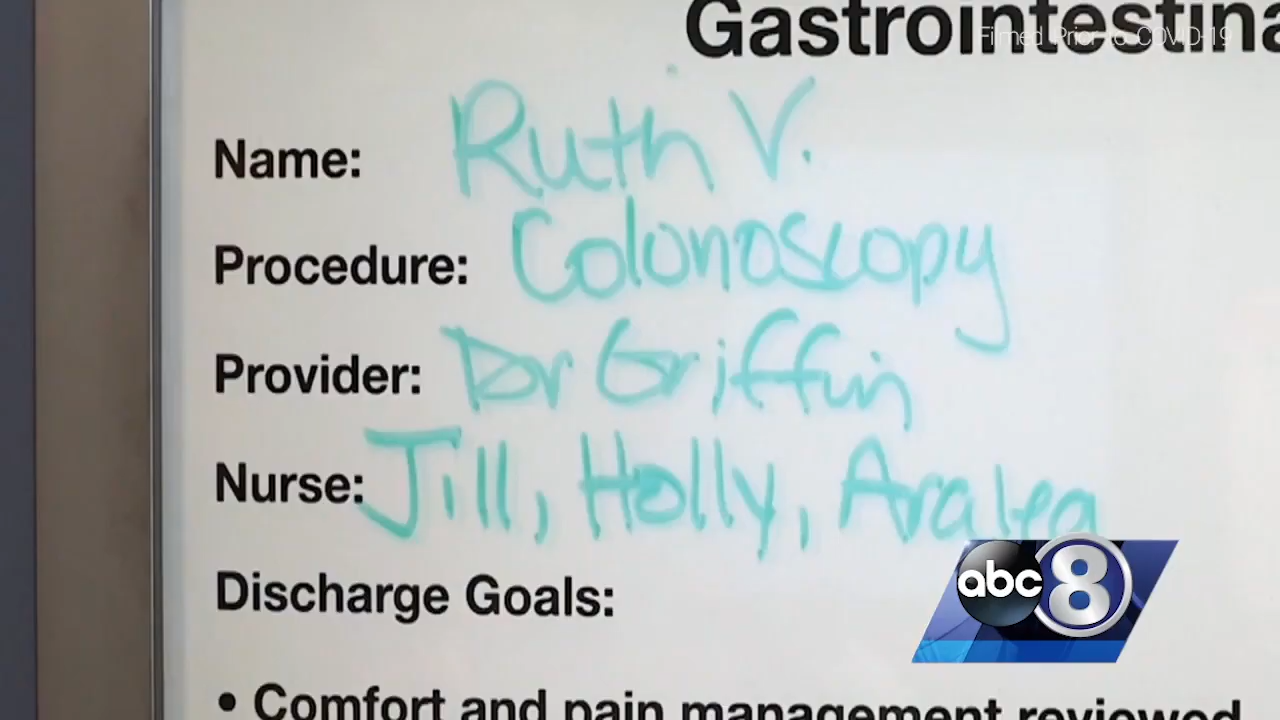 Gastrointestina
Filmed Prior to COVID-19
Name: Ruth V.
Procedure: Colonoscopy
Provider: Dr Griffin
Nurse: Jill, Holly, Aralea
Discharge Goals:
abc 8
• Comfort and pain management reviewed